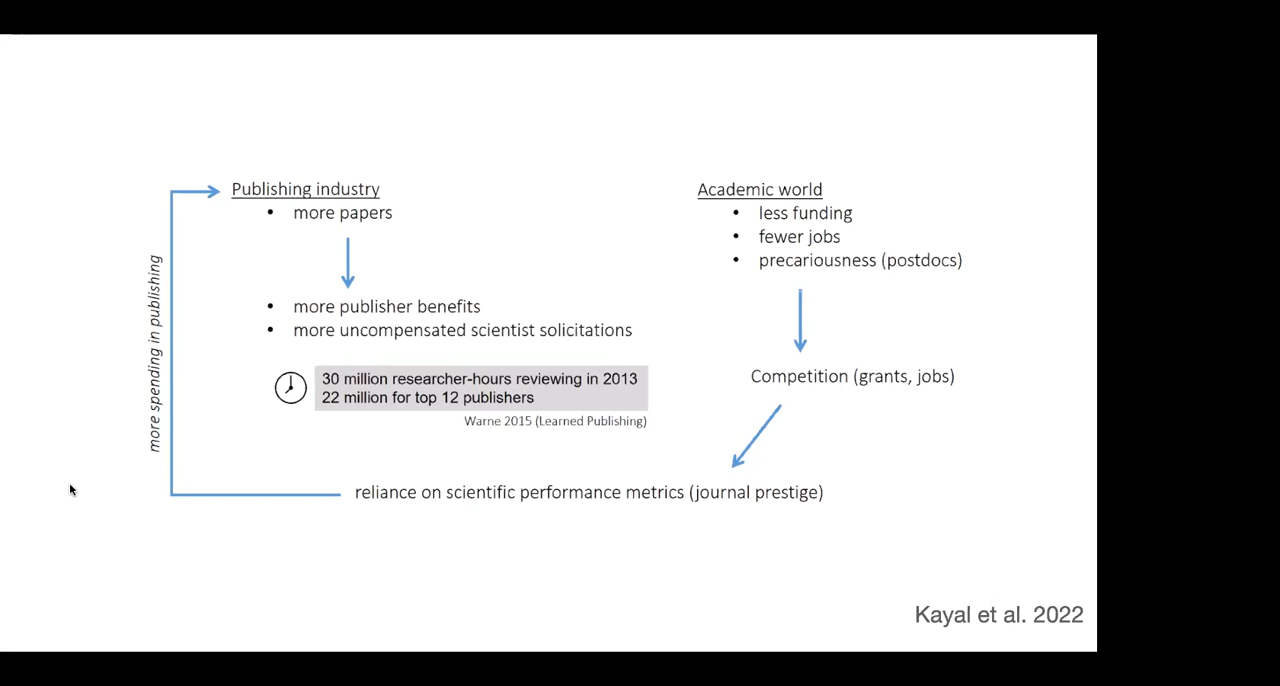 Publishing industry
• more papers
• more publisher benefits
• more uncompensated scientist solicitations
30 million researcher-hours reviewing in 2013
22 million for top 12 publishers
Warne 2015 (Learned Publishing)
more spending in publishing
Academic world
• less funding
• fewer jobs
• precariousness (postdocs)
Competition (grants, jobs)
reliance on scientific performance metrics (journal prestige)
Kayal et al. 2022